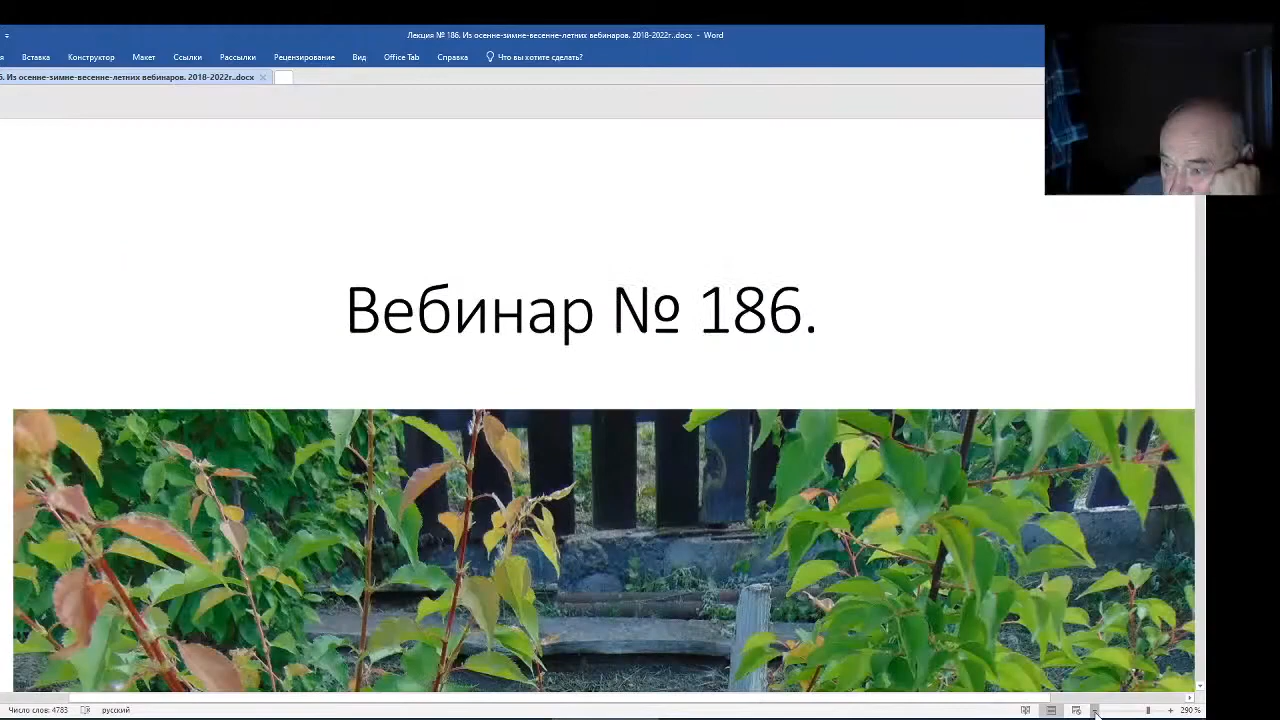 Лекция № 186. Из осенне-зимне-весенне-летних вебинаров. 2018-2022г..docx - Word
я Вставка Конструктор Макет Ссылки Рассылки Рецензирование Вид Office Tab Справка Что вы хотите сделать?
6. Из осенне-зимне-весенне-летних вебинаров. 2018-2022г..docx
Вебинар № 186.
Число слов: 4783 русский 290 %